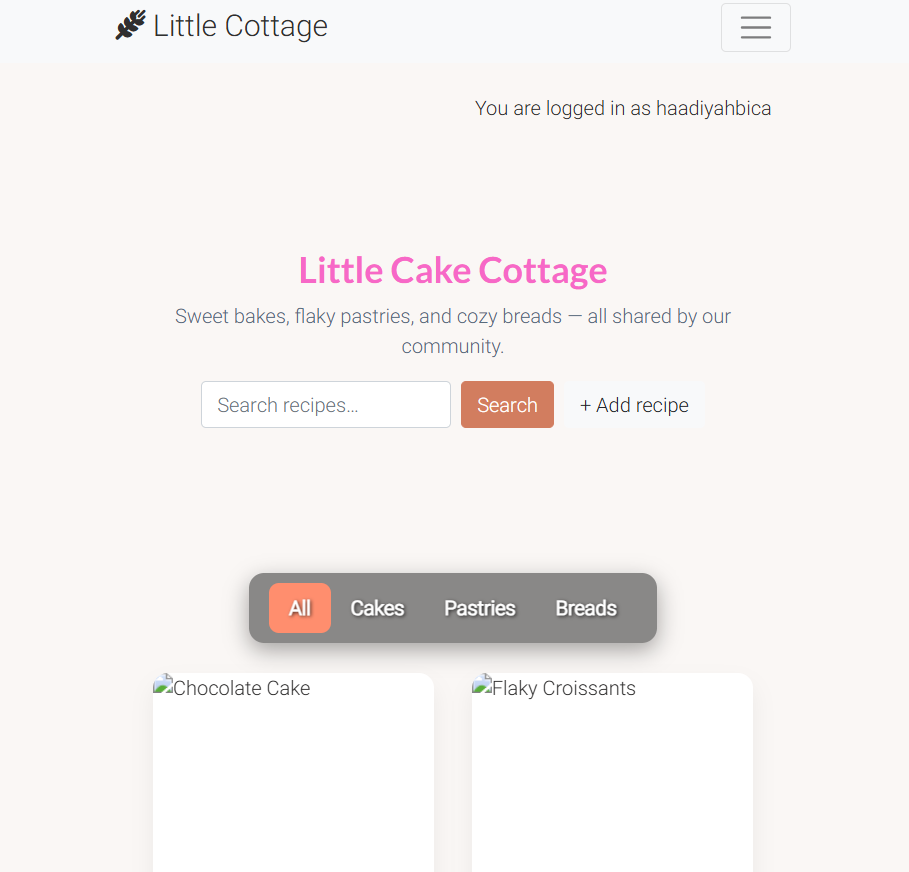 Little Cottage
You are logged in as haadiyahbica
Little Cake Cottage
Sweet bakes, flaky pastries, and cozy breads — all shared by our
community.
Search recipes...
Search
+ Add recipe
All
Cakes
Pastries
Breads
Chocolate Cake
Flaky Croissants